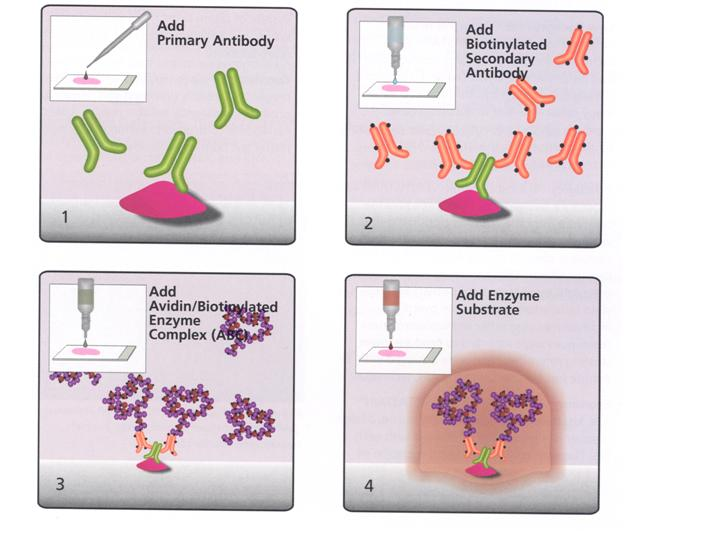 Add
Primary Antibody
1
Add
Biotinylated
Secondary
Antibody
2
Add
Avidin/Biotinylated
Enzyme
Complex (ABC)
3
Add Enzyme
Substrate
4